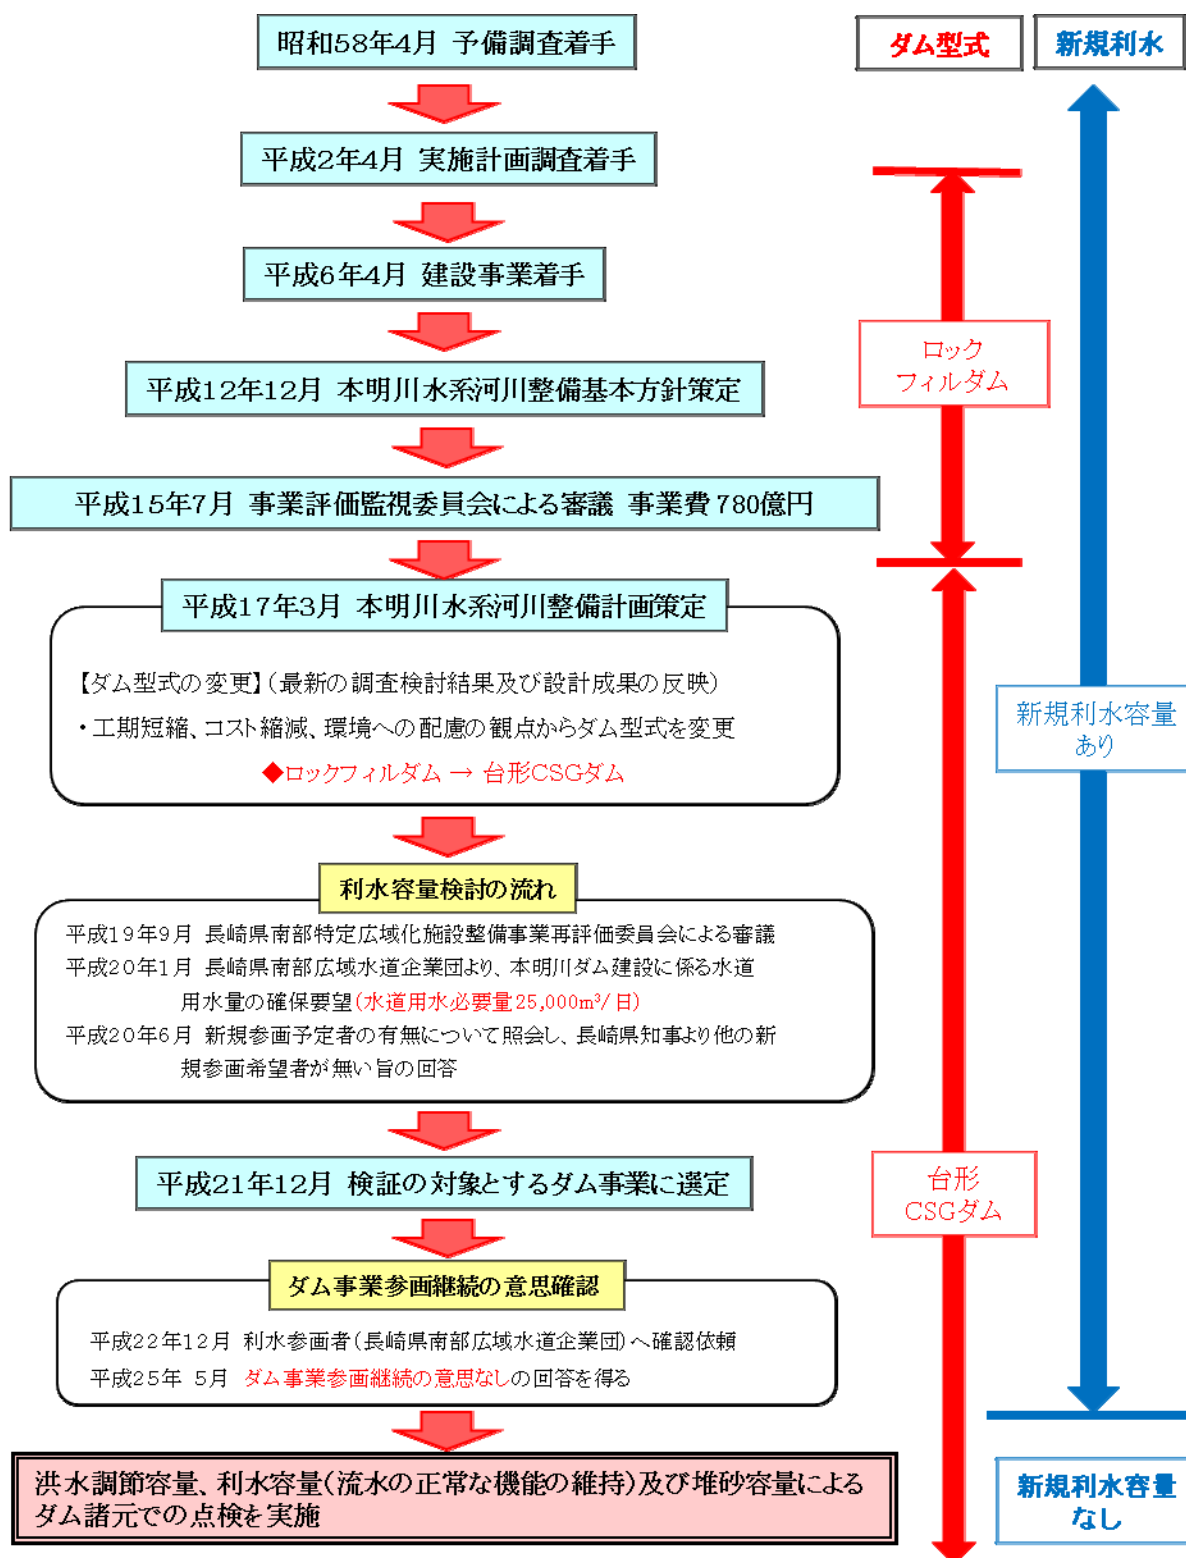 昭和58年4月 予備調査着手
ダム型式
新規利水
平成2年4月 実施計画調査着手
平成6年4月 建設事業着手
ロック
フィルダム
平成12年12月 本明川水系河川整備基本方針策定
平成15年7月 事業評価監視委員会による審議 事業費780億円
平成17年3月 本明川水系河川整備計画策定
【ダム型式の変更】(最新の調査検討結果及び設計成果の反映)
・工期短縮、コスト縮減、環境への配慮の観点からダム型式を変更
◆ロックフィルダム → 台形CSGダム
新規利水容量
あり
利水容量検討の流れ
平成19年9月 長崎県南部特定広域化施設整備事業再評価委員会による審議
平成20年1月 長崎県南部広域水道企業団より、本明川ダム建設に係る水道
用水量の確保要望(水道用水必要量25,000m³/日)
平成20年6月 新規参画予定者の有無について照会し、長崎県知事より他の新
規参画希望者が無い旨の回答
平成21年12月 検証の対象とするダム事業に選定
台形
CSGダム
ダム事業参画継続の意思確認
平成22年12月 利水参画者(長崎県南部広域水道企業団)へ確認依頼
平成25年 5月 ダム事業参画継続の意思なしの回答を得る
洪水調節容量、利水容量(流水の正常な機能の維持)及び堆砂容量による
ダム諸元での点検を実施
新規利水容量
なし